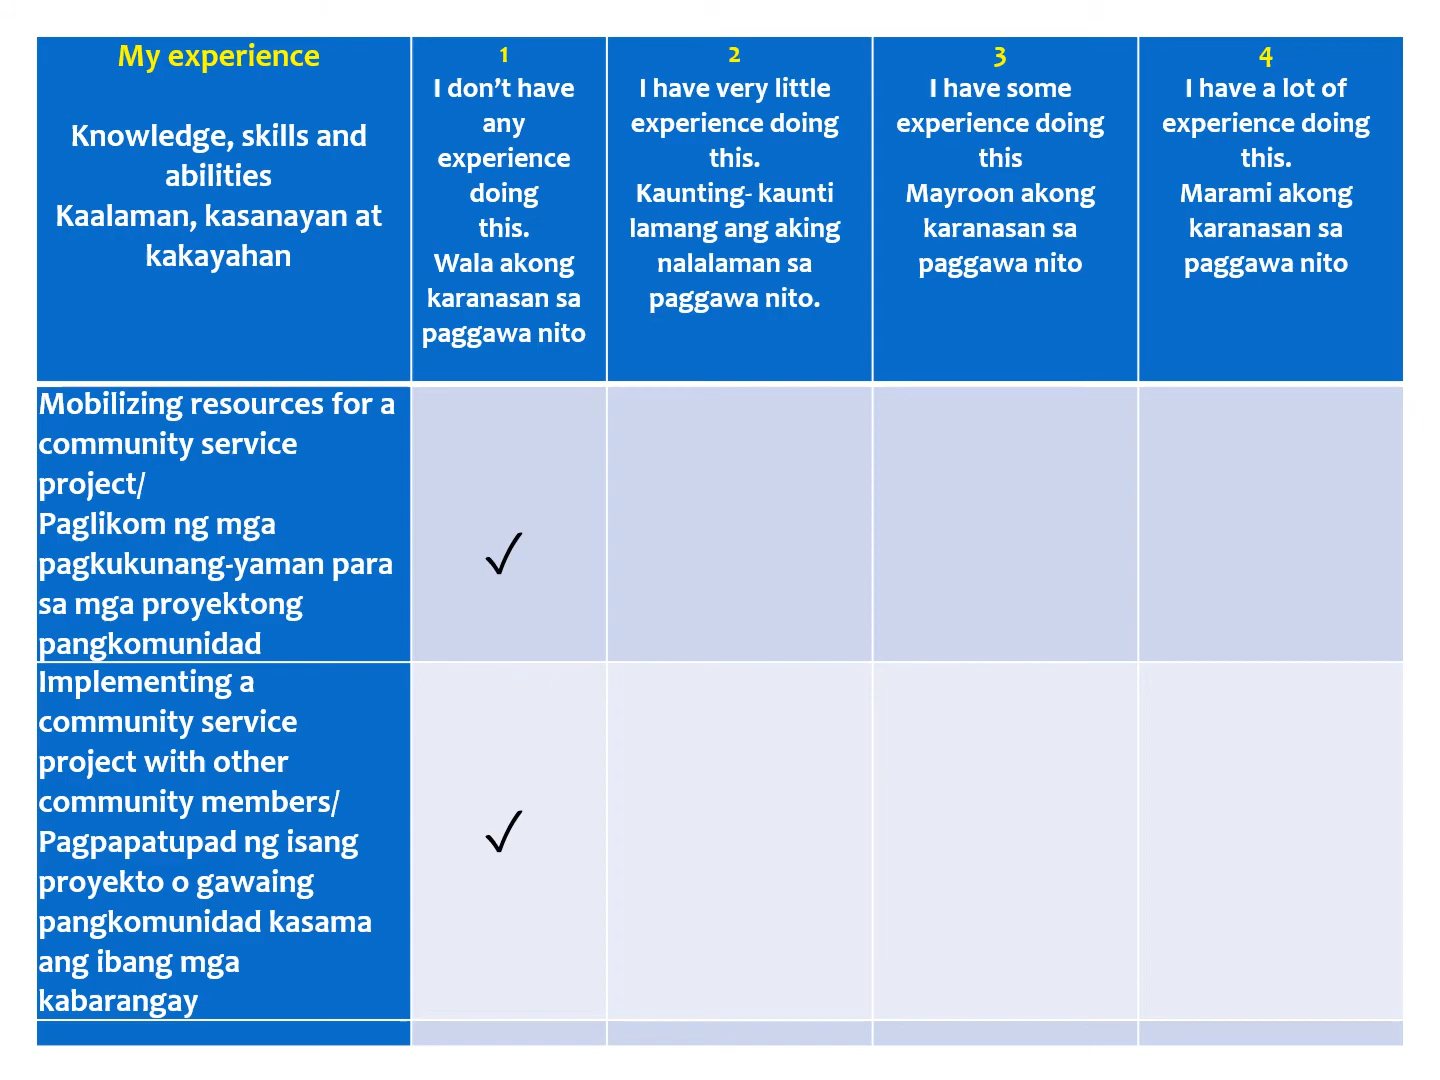 My experience
Knowledge, skills and
abilities
Kaalaman, kasanayan at
kakayahan
1
I don't have
any
experience
doing
this.
Wala akong
karanasan sa
paggawa nito
2
I have very little
experience doing
this.
Kaunting- kaunti
lamang ang aking
nalalaman sa
paggawa nito.
3
I have some
experience doing
this
Mayroon akong
karanasan sa
paggawa nito
4
I have a lot of
experience doing
this.
Marami akong
karanasan sa
paggawa nito
Mobilizing resources for a
community service
project/
Paglikom ng mga
pagkukunang-yaman para
sa mga proyektong
pangkomunidad
✓
Implementing a
community service
project with other
community members/
Pagpapatupad ng isang
proyekto o gawaing
pangkomunidad kasama
ang ibang mga
kabarangay
✓